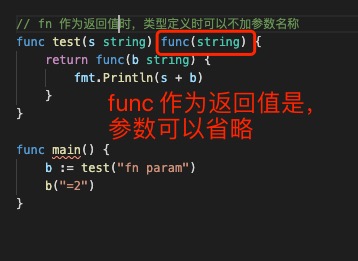 // fn 作为返回值时，类型定义时可以不加参数名称
func test(s string) func(string) {
    return func(b string) {
        fmt.Println(s + b)
    }
}
func 作为返回值是，
参数可以省略
func main() {
    b := test("fn param")
    b("=2")
}